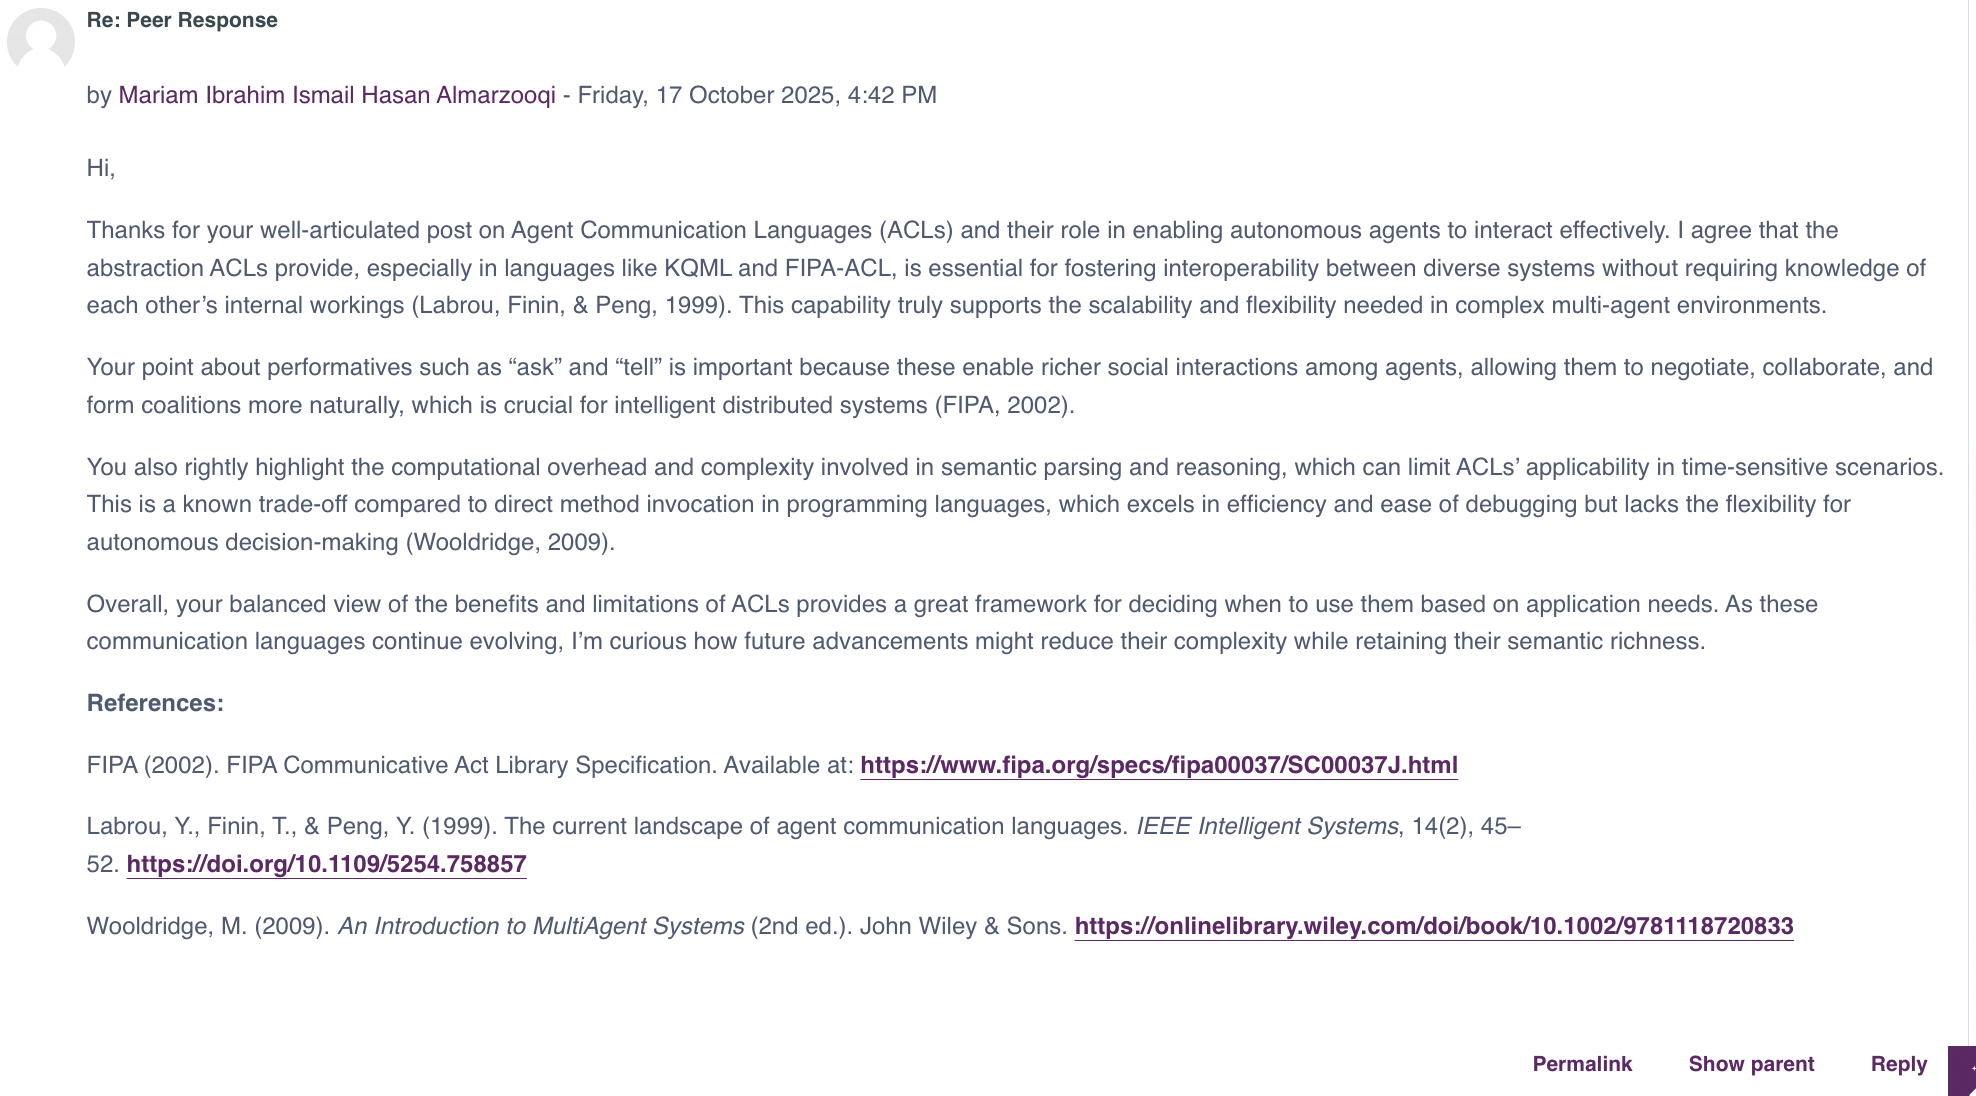 Re: Peer Response
by Mariam Ibrahim Ismail Hasan Almarzooqi - Friday, 17 October 2025, 4:42 PM
Hi,
Thanks for your well-articulated post on Agent Communication Languages (ACLs) and their role in enabling autonomous agents to interact effectively. I agree that the
abstraction ACLs provide, especially in languages like KQML and FIPA-ACL, is essential for fostering interoperability between diverse systems without requiring knowledge of
each other’s internal workings (Labrou, Finin, & Peng, 1999). This capability truly supports the scalability and flexibility needed in complex multi-agent environments.
Your point about performatives such as “ask” and “tell” is important because these enable richer social interactions among agents, allowing them to negotiate, collaborate, and
form coalitions more naturally, which is crucial for intelligent distributed systems (FIPA, 2002).
You also rightly highlight the computational overhead and complexity involved in semantic parsing and reasoning, which can limit ACLs’ applicability in time-sensitive scenarios.
This is a known trade-off compared to direct method invocation in programming languages, which excels in efficiency and ease of debugging but lacks the flexibility for
autonomous decision-making (Wooldridge, 2009).
Overall, your balanced view of the benefits and limitations of ACLs provides a great framework for deciding when to use them based on application needs. As these
communication languages continue evolving, I’m curious how future advancements might reduce their complexity while retaining their semantic richness.
References:
FIPA (2002). FIPA Communicative Act Library Specification. Available at: https://www.fipa.org/specs/fipa00037/SC00037J.html
Labrou, Y., Finin, T., & Peng, Y. (1999). The current landscape of agent communication languages. IEEE Intelligent Systems, 14(2), 45–
52. https://doi.org/10.1109/5254.758857
Wooldridge, M. (2009). An Introduction to MultiAgent Systems (2nd ed.). John Wiley & Sons. https://onlinelibrary.wiley.com/doi/book/10.1002/9781118720833
Permalink Show parent Reply